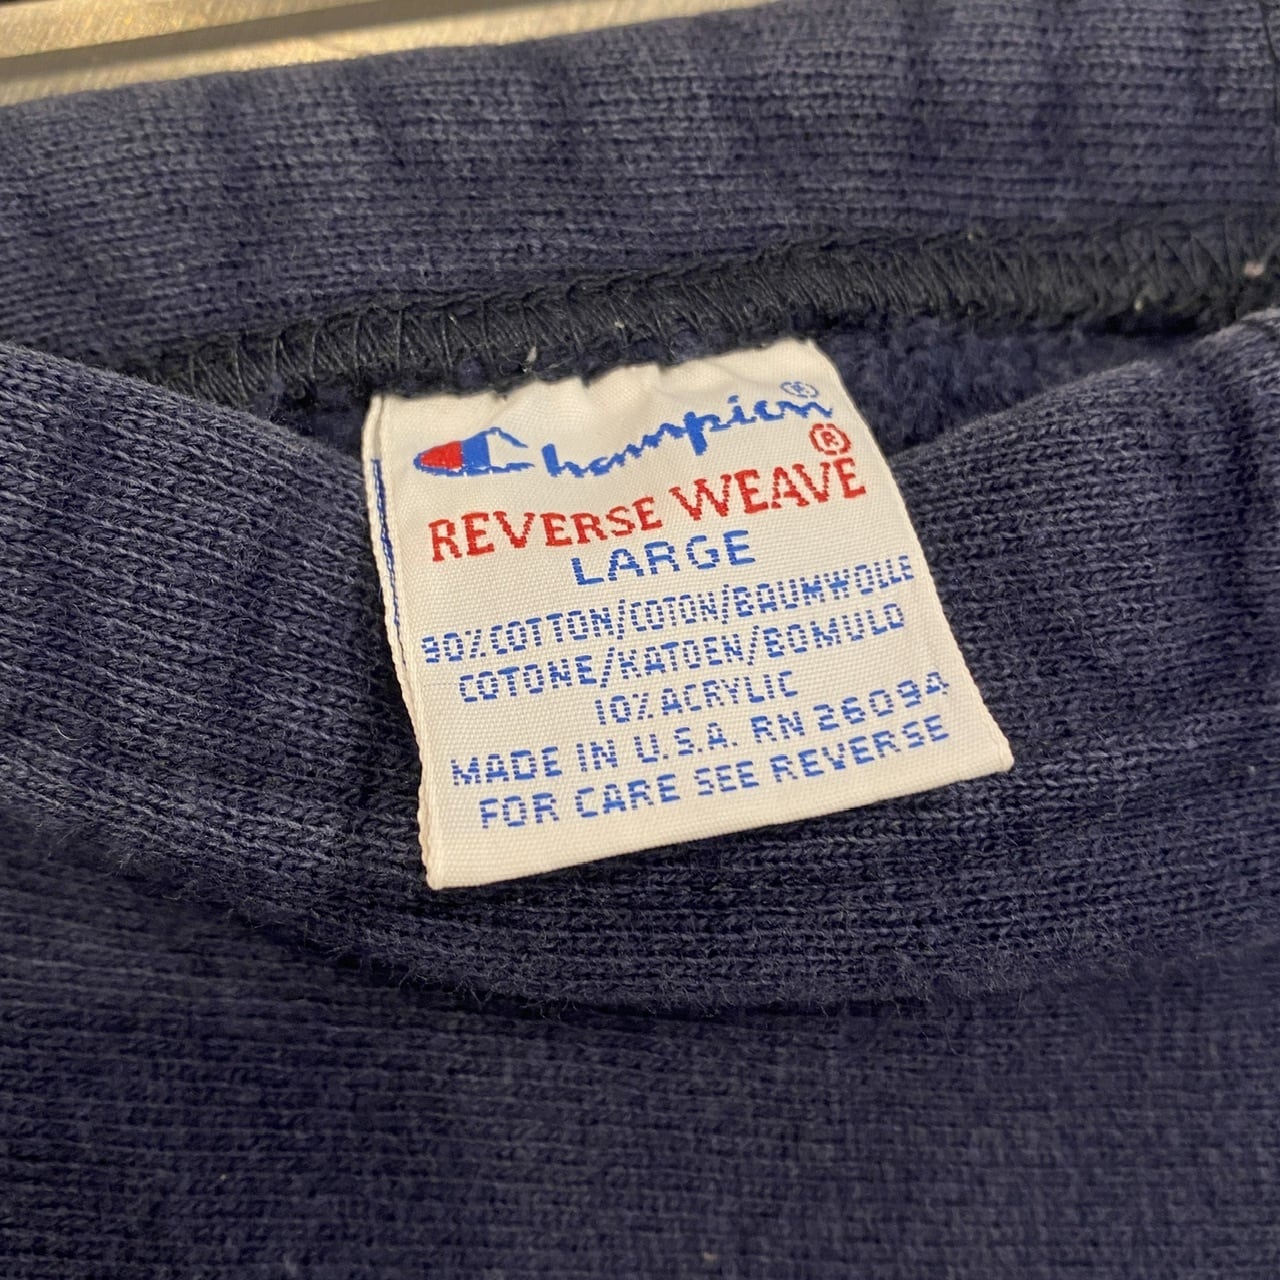 Champion®
®
REVERSE WEAVE
LARGE
90% COTTON/COTON/BAUMWOLLE
COTONE/KATOEN/BOMULD
10% ACRYLIC
MADE IN U.S.A. RN 26094
FOR CARE SEE REVERSE